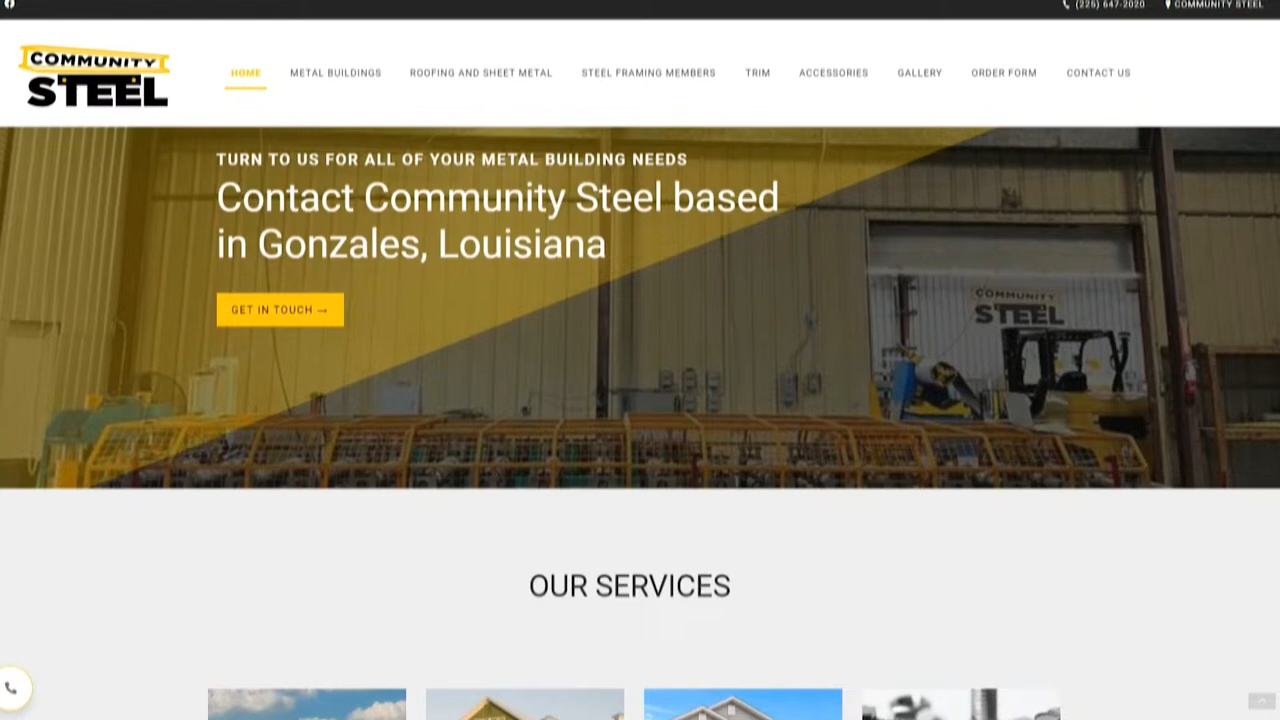 (225) 647-2020 COMMUNITY STEEL
COMMUNITY
STEEL
HOME METAL BUILDINGS ROOFING AND SHEET METAL STEEL FRAMING MEMBERS TRIM ACCESSORIES GALLERY ORDER FORM CONTACT US
TURN TO US FOR ALL OF YOUR METAL BUILDING NEEDS
Contact Community Steel based
in Gonzales, Louisiana
GET IN TOUCH →
COMMUNITY
STEEL
OUR SERVICES